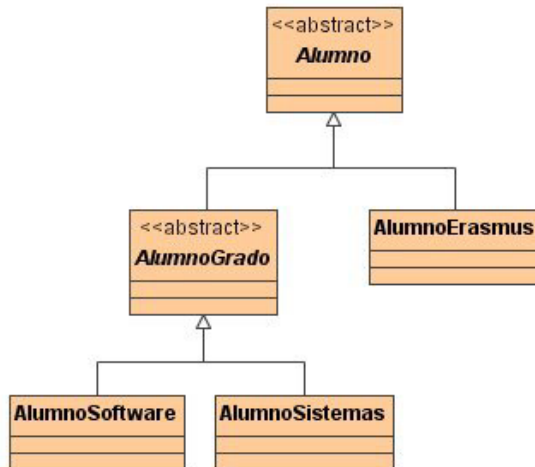 <<abstract>>
Alumno
<<abstract>>
AlumnoGrado
AlumnoErasmus
AlumnoSoftware
AlumnoSistemas